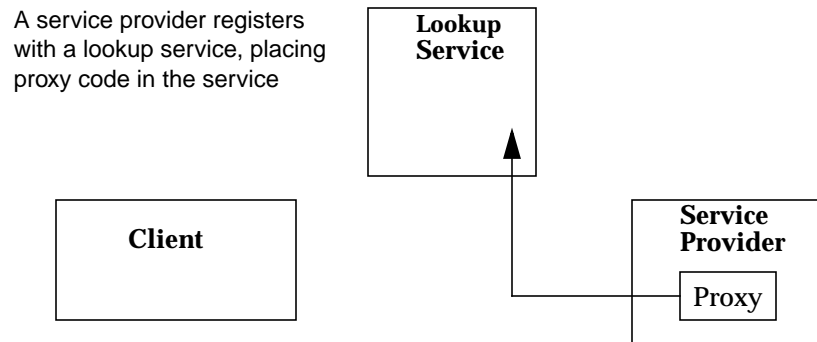 A service provider registers
with a lookup service, placing
proxy code in the service
Lookup
Service
Client
Service
Provider
Proxy